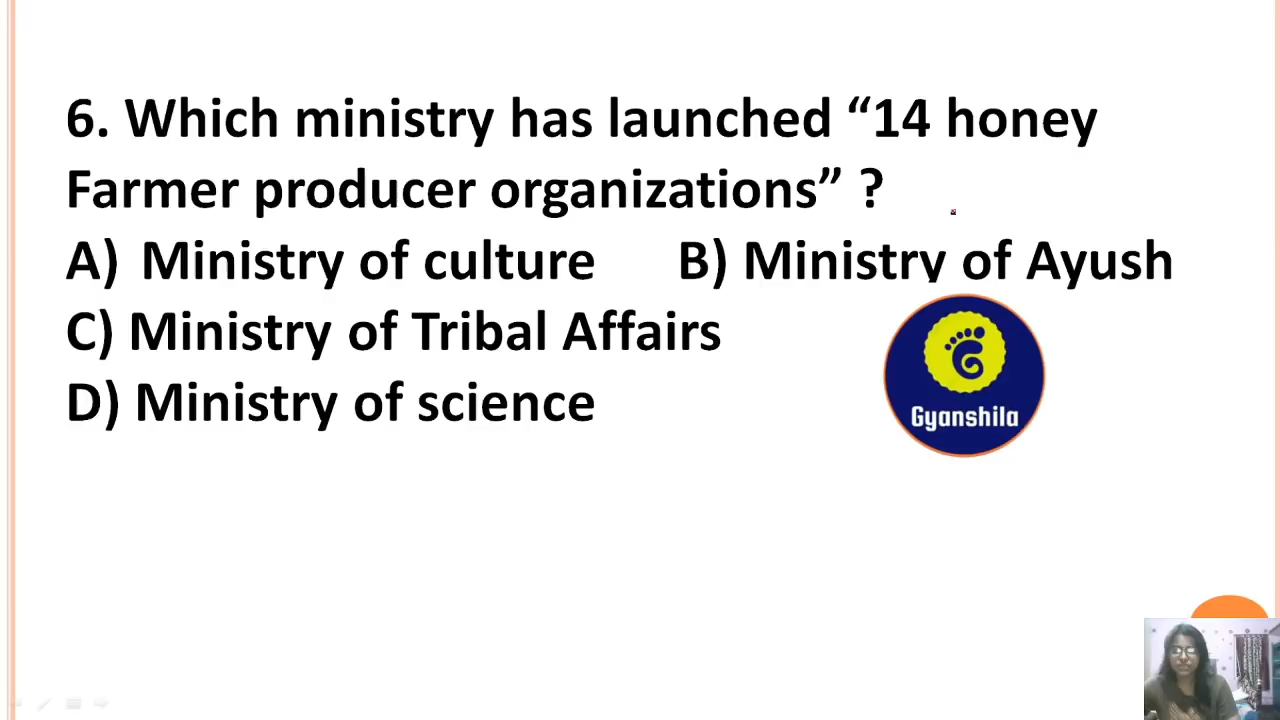 6. Which ministry has launched “14 honey
Farmer producer organizations” ?
A) Ministry of culture B) Ministry of Ayush
C) Ministry of Tribal Affairs
D) Ministry of science
Gyanshila